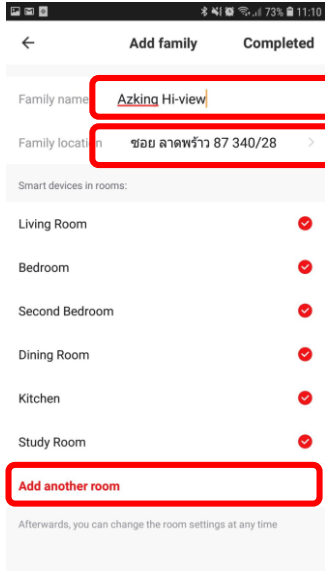 73% 11:10
Add family Completed
Family name Azking Hi-view
Family location ซอย ลาดพร้าว 87 340/28
Smart devices in rooms:
Living Room
Bedroom
Second Bedroom
Dining Room
Kitchen
Study Room
Add another room
Afterwards, you can change the room settings at any time